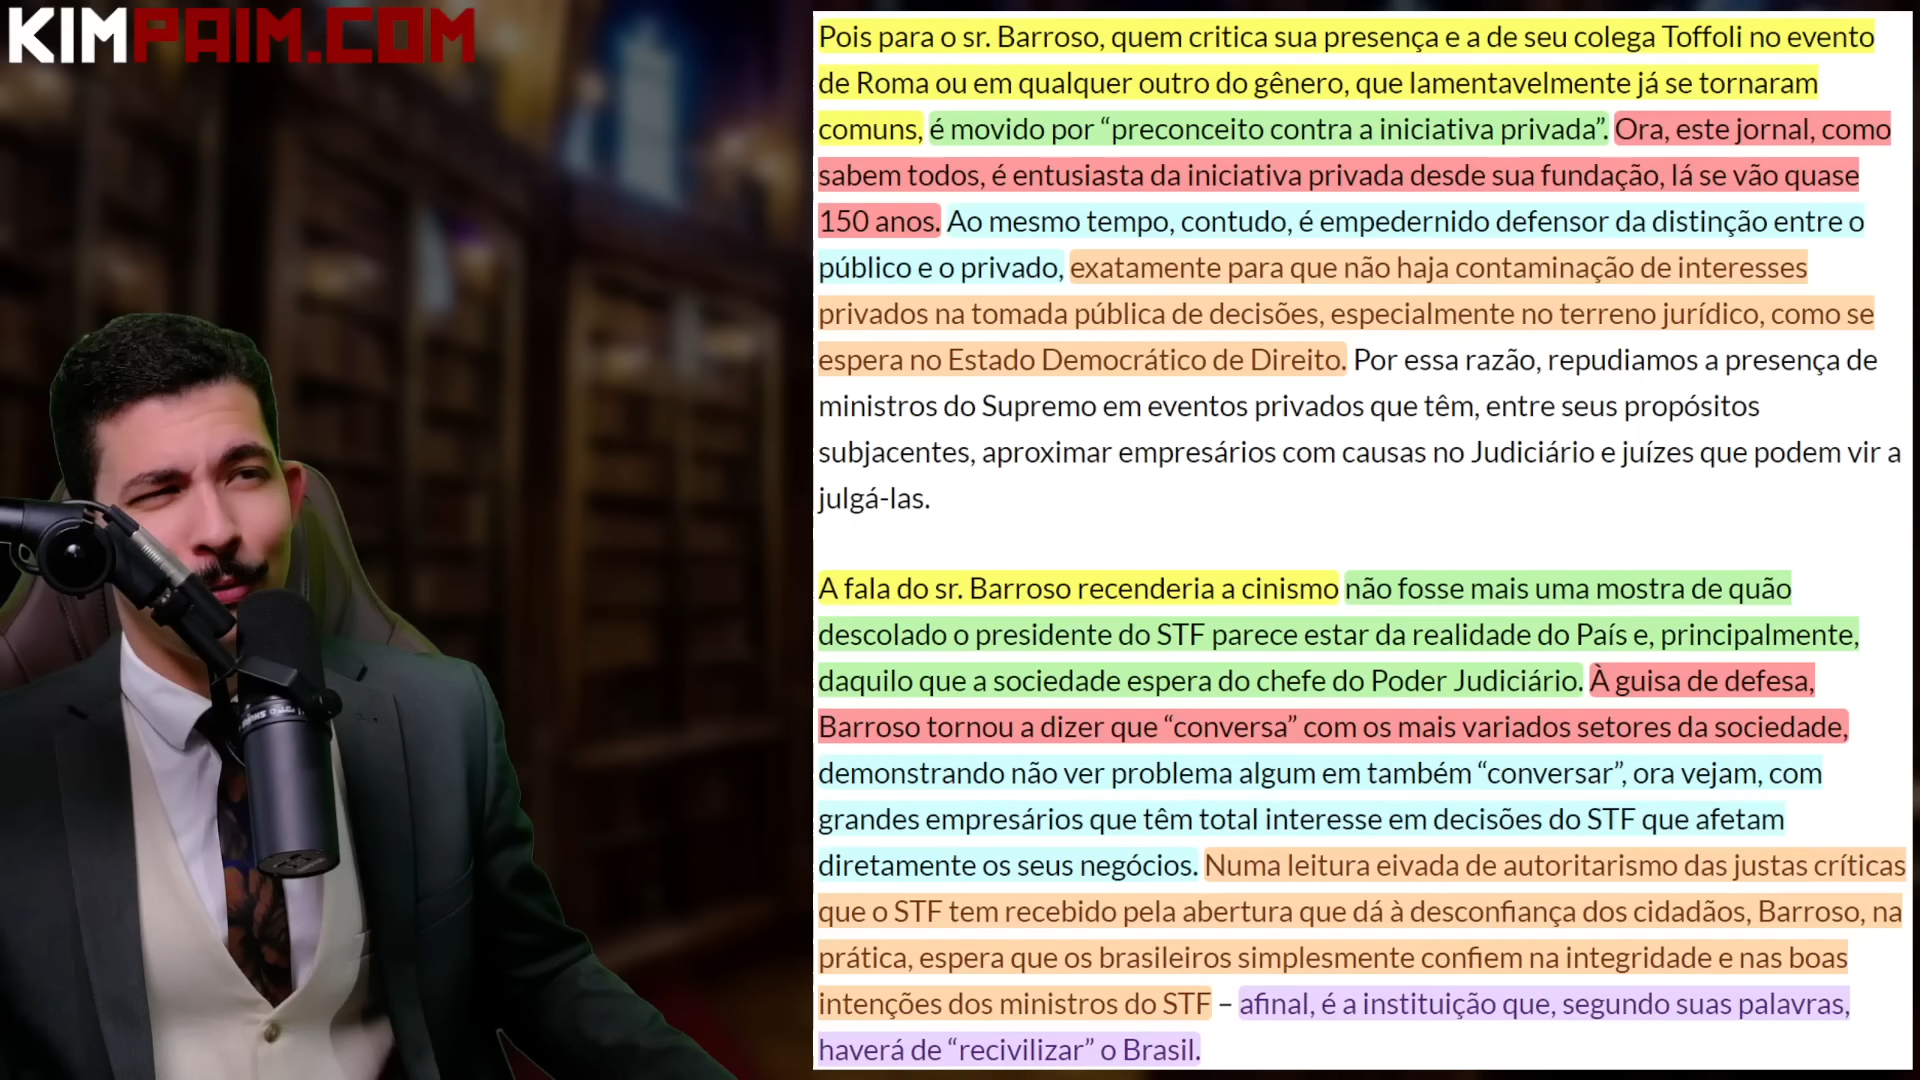 KIMPAIM.COM
Pois para o sr. Barroso, quem critica sua presença e a de seu colega Toffoli no evento
de Roma ou em qualquer outro do gênero, que lamentavelmente já se tornaram
comuns, é movido por “preconceito contra a iniciativa privada”. Ora, este jornal, como
sabem todos, é entusiasta da iniciativa privada desde sua fundação, lá se vão quase
150 anos. Ao mesmo tempo, contudo, é empedernido defensor da distinção entre o
público e o privado, exatamente para que não haja contaminação de interesses
privados na tomada pública de decisões, especialmente no terreno jurídico, como se
espera no Estado Democrático de Direito. Por essa razão, repudiamos a presença de
ministros do Supremo em eventos privados que têm, entre seus propósitos
subjacentes, aproximar empresários com causas no Judiciário e juízes que podem vir a
julgá-las.
A fala do sr. Barroso recenderia a cinismo não fosse mais uma mostra de quão
descolado o presidente do STF parece estar da realidade do País e, principalmente,
daquilo que a sociedade espera do chefe do Poder Judiciário. À guisa de defesa,
Barroso tornou a dizer que “conversa” com os mais variados setores da sociedade,
demonstrando não ver problema algum em também “conversar”, ora vejam, com
grandes empresários que têm total interesse em decisões do STF que afetam
diretamente os seus negócios. Numa leitura eivada de autoritarismo das justas críticas
que o STF tem recebido pela abertura que dá à desconfiança dos cidadãos, Barroso, na
prática, espera que os brasileiros simplesmente confiem na integridade e nas boas
intenções dos ministros do STF – afinal, é a instituição que, segundo suas palavras,
haverá de “recivilizar” o Brasil.